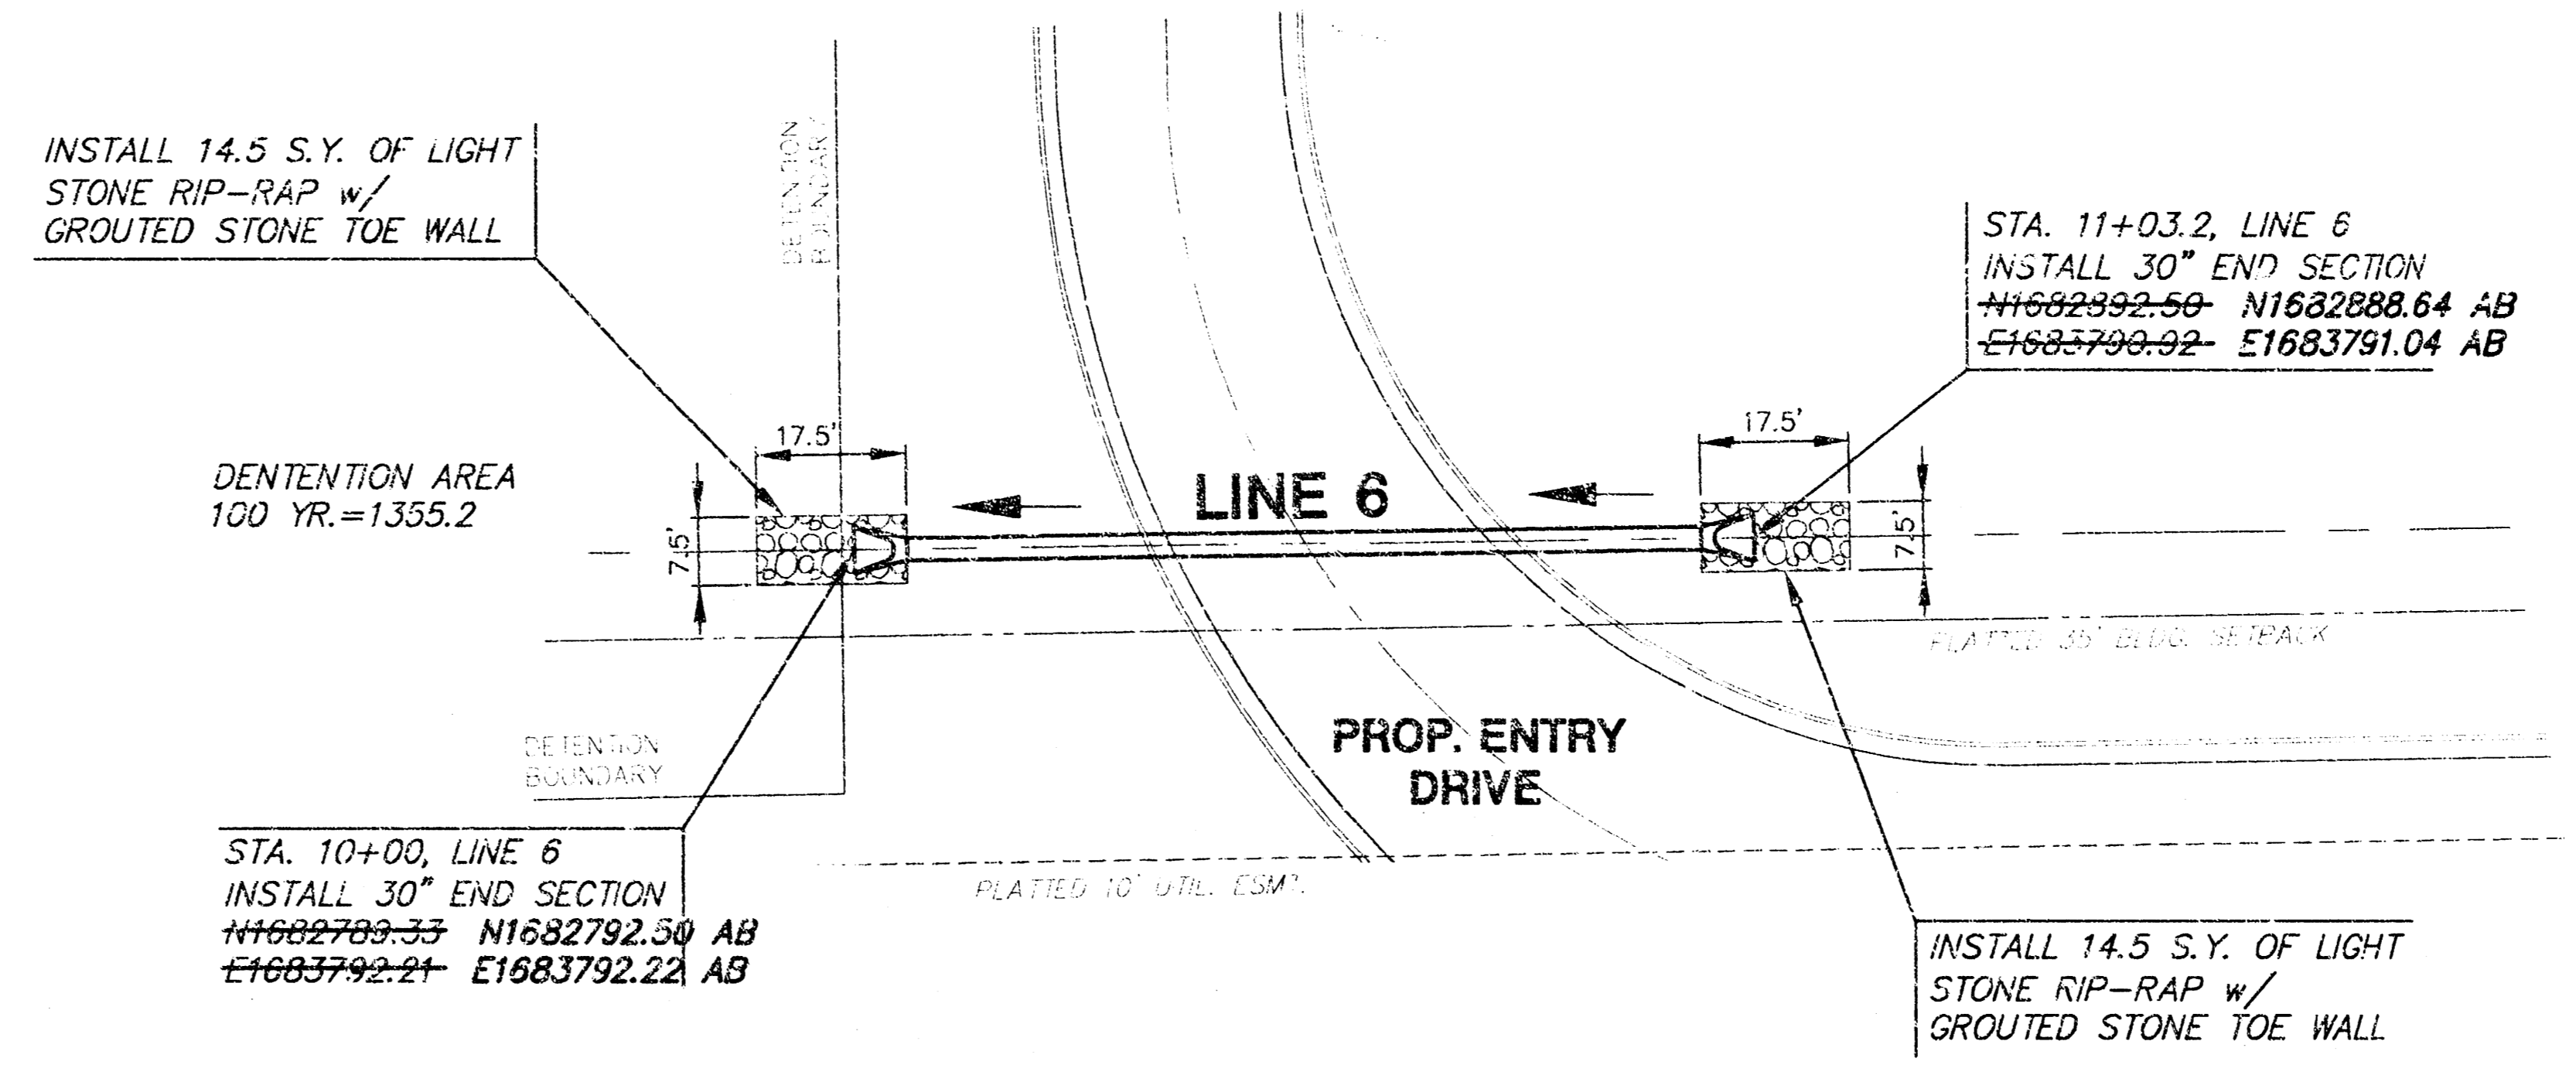 INSTALL 14.5 S.Y. OF LIGHT
STONE RIP-RAP w/
GROUTED STONE TOE WALL
DETENTION
BOUNDARY
STA. 11+03.2, LINE 6
INSTALL 30" END SECTION
N1682892.50 N1682888.64 AB
E1683790.92 E1683791.04 AB
17.5'
17.5'
DENTENTION AREA
100 YR.=1355.2
LINE 6
7.5'
7.5'
PLATTED 35' BLDG. SETBACK
PROP. ENTRY
DRIVE
DETENTION
BOUNDARY
STA. 10+00, LINE 6
INSTALL 30" END SECTION
N1682789.33 N1682792.50 AB
E1683792.21 E1683792.22 AB
PLATTED 10' UTIL. ESMT.
INSTALL 14.5 S.Y. OF LIGHT
STONE RIP-RAP w/
GROUTED STONE TOE WALL